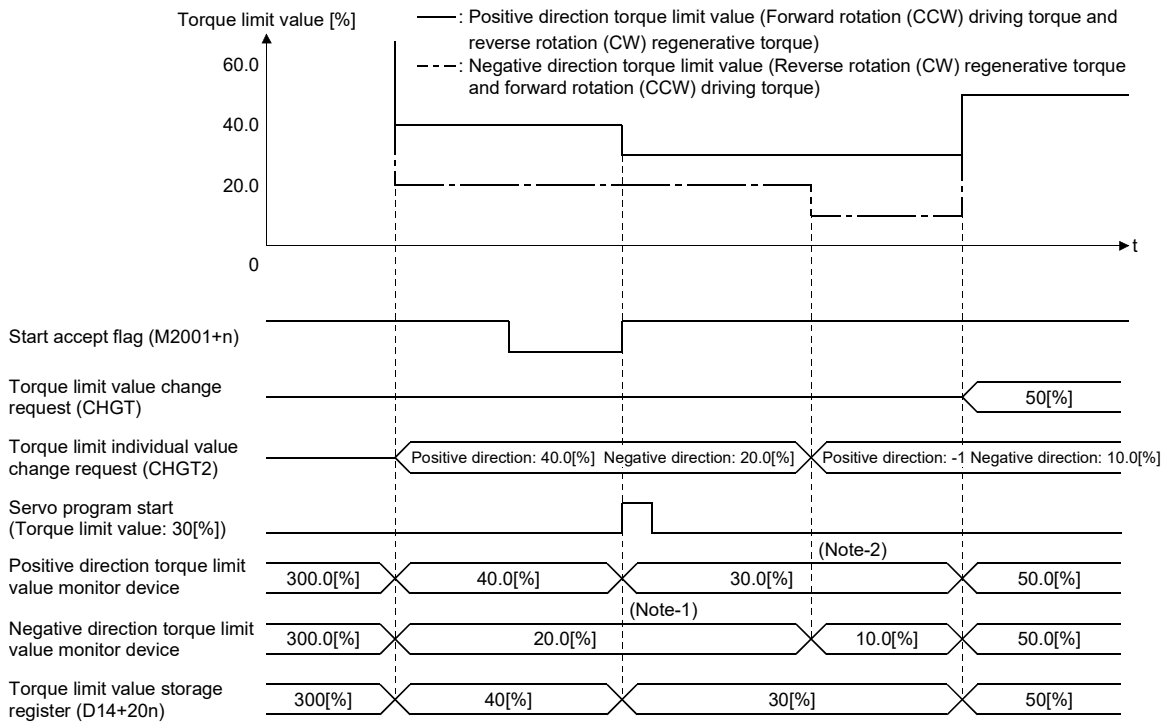 Torque limit value [%]
: Positive direction torque limit value (Forward rotation (CCW) driving torque and
reverse rotation (CW) regenerative torque)
: Negative direction torque limit value (Reverse rotation (CW) regenerative torque
and forward rotation (CCW) driving torque)
60.0
40.0
20.0
0
t
Start accept flag (M2001+n)
Torque limit value change
request (CHGT)
50[%]
Torque limit individual value
change request (CHGT2)
Positive direction: 40.0[%] Negative direction: 20.0[%]
Positive direction: -1 Negative direction: 10.0[%]
Servo program start
(Torque limit value: 30[%])
(Note-2)
Positive direction torque limit
value monitor device
300.0[%]
40.0[%]
30.0[%]
50.0[%]
(Note-1)
Negative direction torque limit
value monitor device
300.0[%]
20.0[%]
10.0[%]
50.0[%]
Torque limit value storage
register (D14+20n)
300[%]
40[%]
30[%]
50[%]